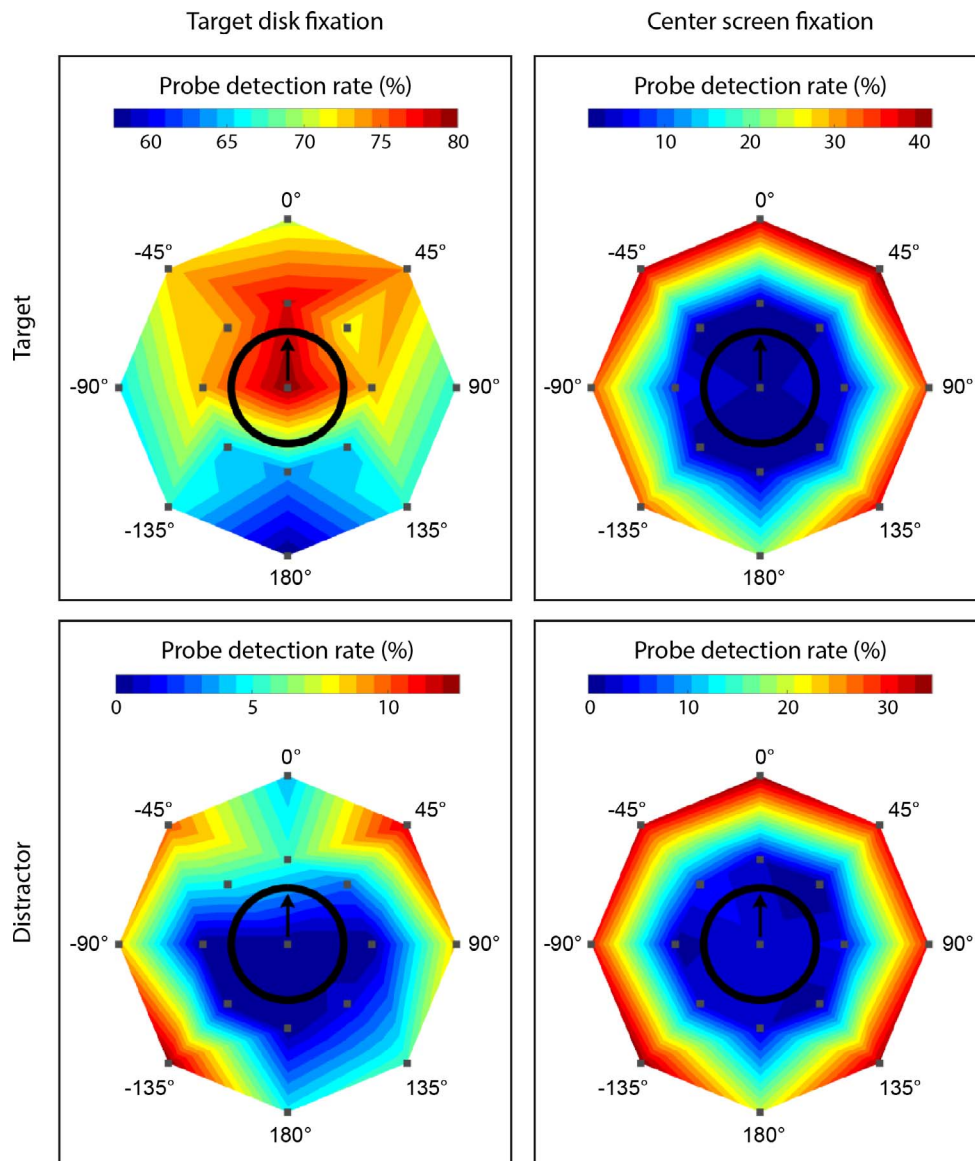 Target disk fixation
Center screen fixation
Target
Probe detection rate (%)
60 65 70 75 80
0°
-45° 45°
-90° 90°
-135° 135°
180°
Probe detection rate (%)
10 20 30 40
0°
-45° 45°
-90° 90°
-135° 135°
180°
Distractor
Probe detection rate (%)
0 5 10
0°
-45° 45°
-90° 90°
-135° 135°
180°
Probe detection rate (%)
0 10 20 30
0°
-45° 45°
-90° 90°
-135° 135°
180°